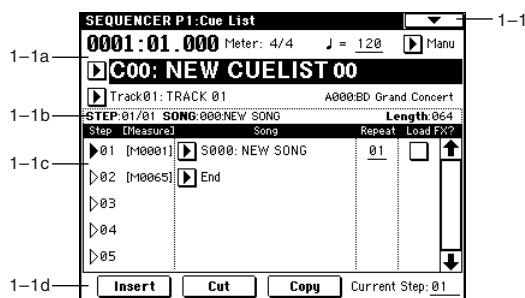 SEQUENCER P1:Cue List
1–1
0001:01.000 Meter: 4/4 ♩ = 120 Manu
1–1a
C00: NEW CUELIST 00
Track01: TRACK 01 A000:BD Grand Concert
1–1b
STEP:01/01 SONG:000:NEW SONG Length:064
Step [Measure] Song Repeat Load FX?
01 [M0001] S000: NEW SONG 01
1–1c
02 [M0065] End
03
04
05
1–1d
Insert Cut Copy Current Step: 01